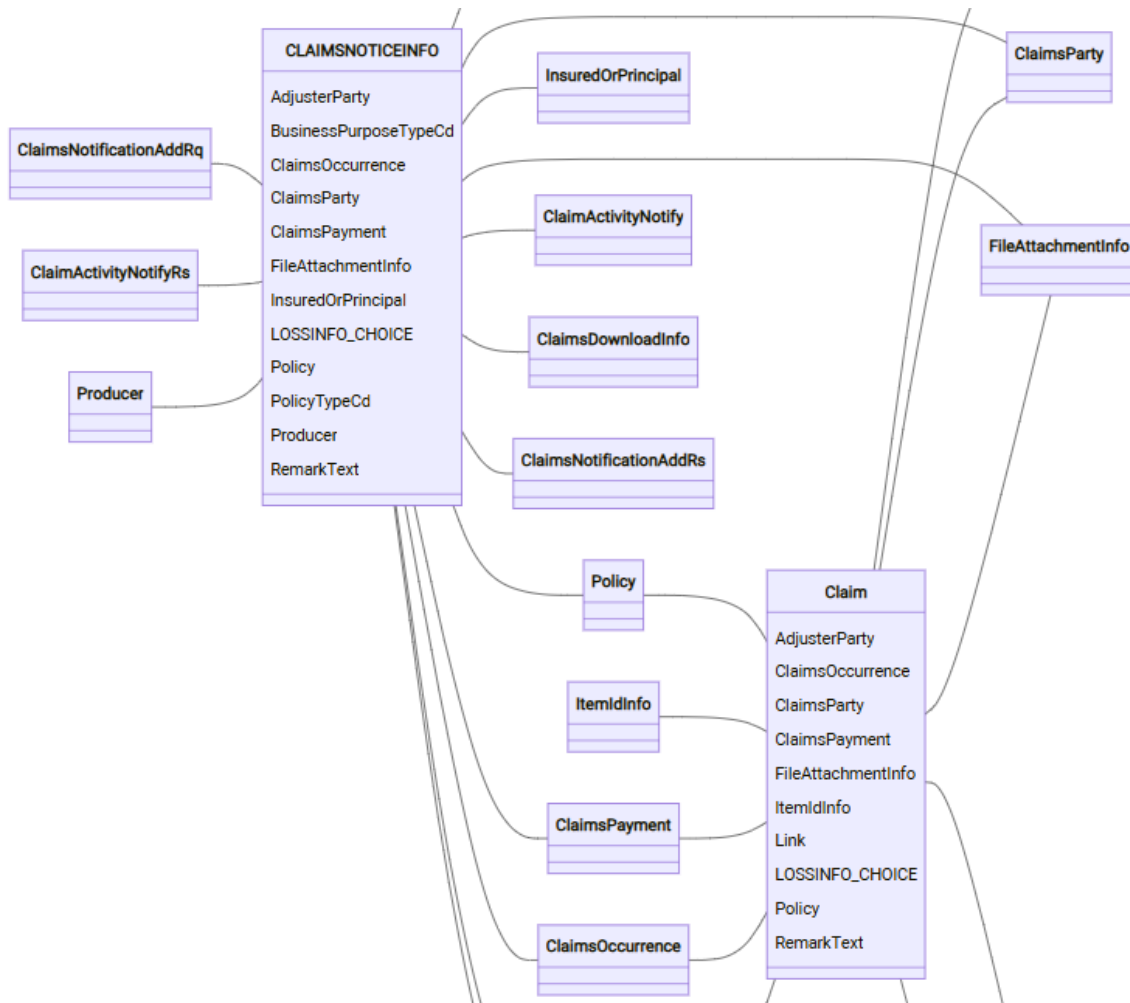 CLAIMSNOTICEINFO
AdjusterParty
BusinessPurposeTypeCd
ClaimsOccurrence
ClaimsParty
ClaimsPayment
FileAttachmentInfo
InsuredOrPrincipal
LOSSINFO_CHOICE
Policy
PolicyTypeCd
Producer
RemarkText
ClaimsNotificationAddRq
ClaimActivityNotifyRs
Producer
InsuredOrPrincipal
ClaimActivityNotify
ClaimsDownloadInfo
ClaimsNotificationAddRs
Policy
ItemIdInfo
ClaimsPayment
ClaimsOccurrence
ClaimsParty
FileAttachmentInfo
Claim
AdjusterParty
ClaimsOccurrence
ClaimsParty
ClaimsPayment
FileAttachmentInfo
ItemIdInfo
Link
LOSSINFO_CHOICE
Policy
RemarkText